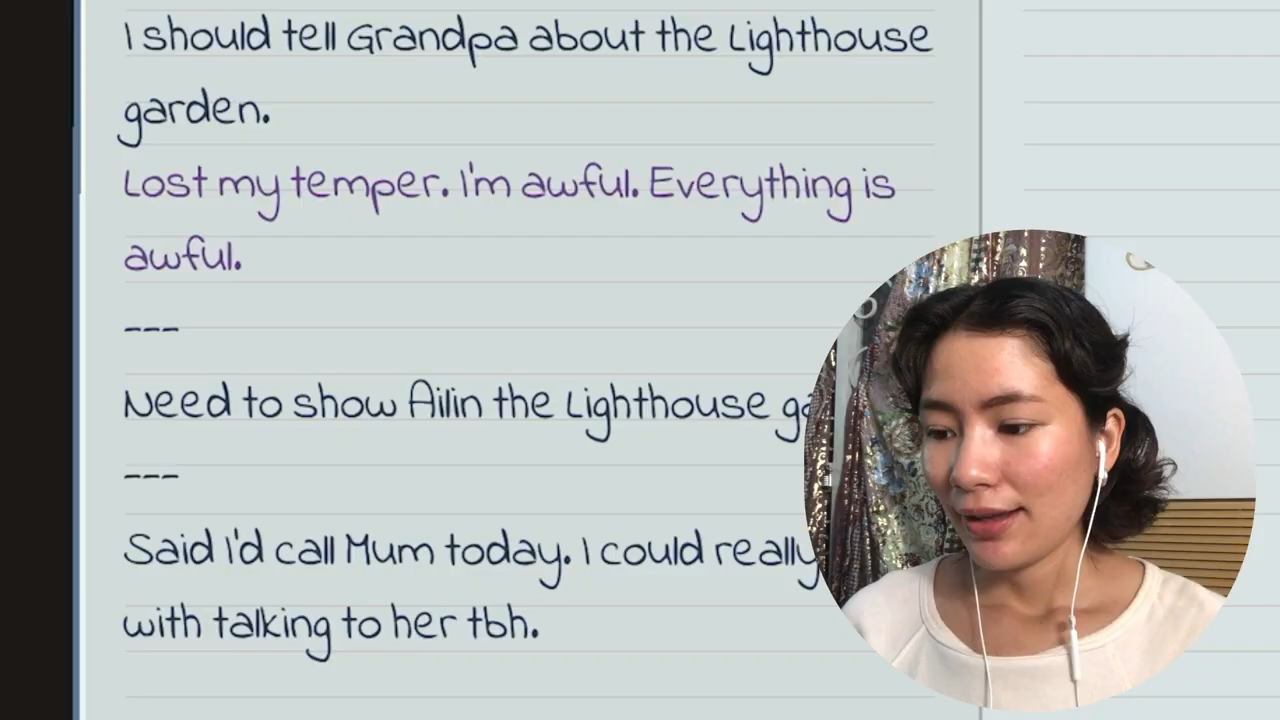 I should tell Grandpa about the Lighthouse
garden.
Lost my temper. I'm awful. Everything is
awful.
---
Need to show Ailin the Lighthouse
---
Said I'd call Mum today. I could really
with talking to her tbh.